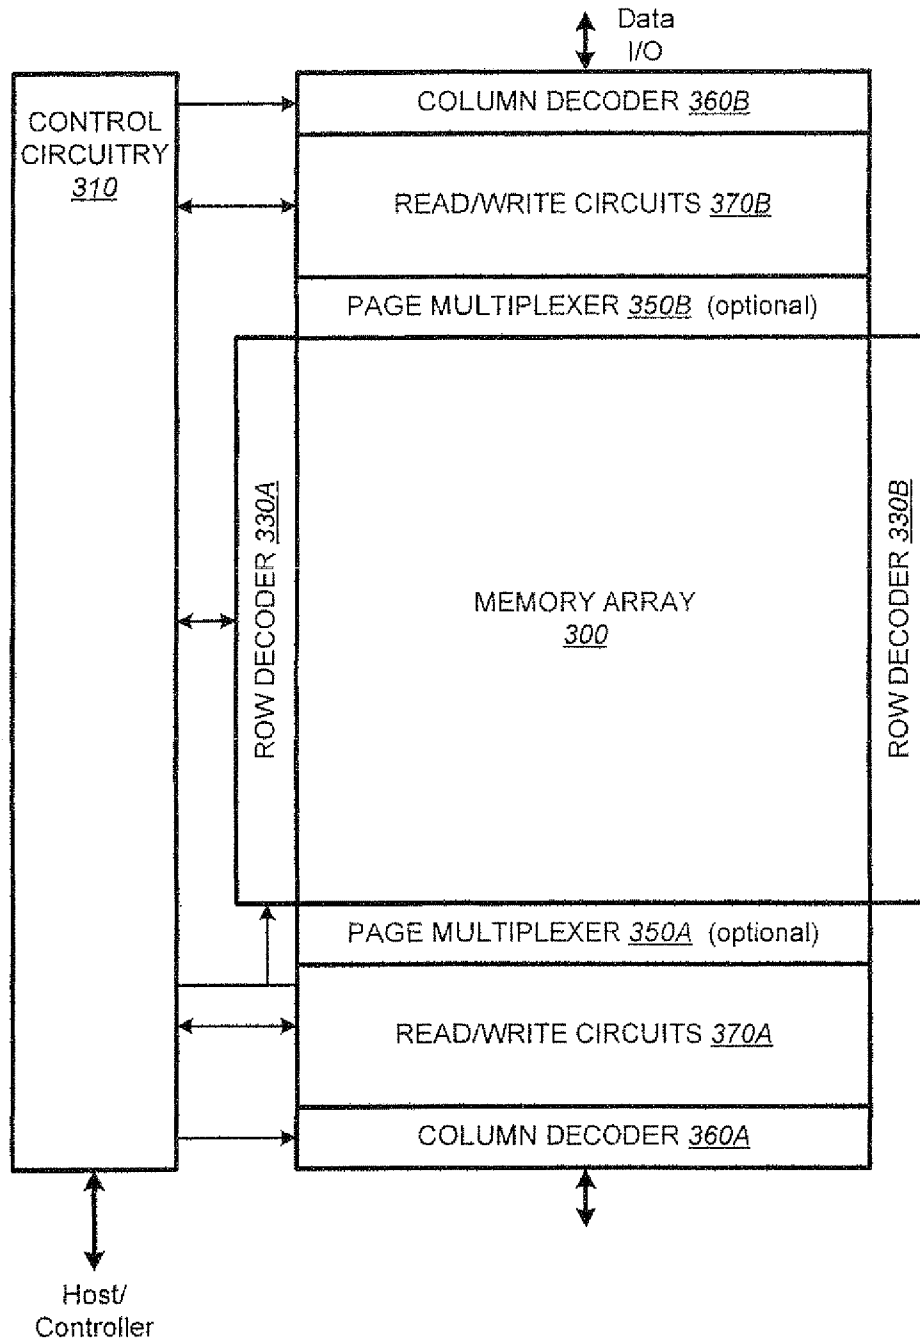 Data
I/O
CONTROL
CIRCUITRY
310
COLUMN DECODER 360B
READ/WRITE CIRCUITS 370B
PAGE MULTIPLEXER 350B (optional)
ROW DECODER 330A
MEMORY ARRAY
300
ROW DECODER 330B
PAGE MULTIPLEXER 350A (optional)
READ/WRITE CIRCUITS 370A
COLUMN DECODER 360A
Host/
Controller